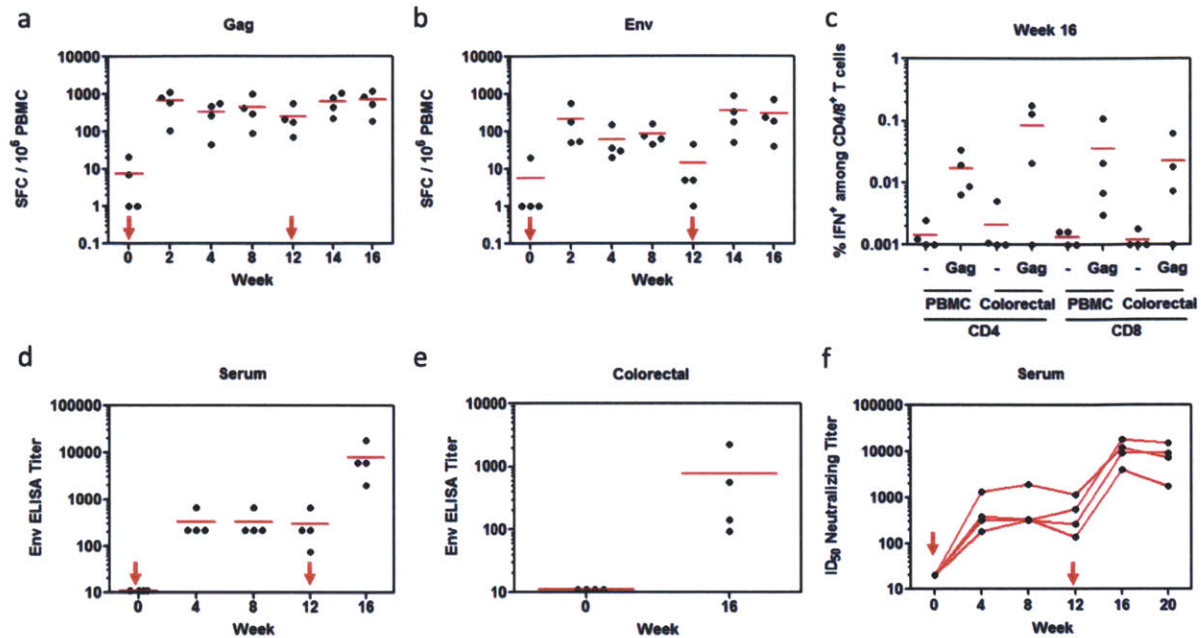 a
Gag
SFC / 10⁶ PBMC
10000
1000
100
10
1
0.1
0 2 4 8 12 14 16
Week
b
Env
SFC / 10⁶ PBMC
10000
1000
100
10
1
0.1
0 2 4 8 12 14 16
Week
c
Week 16
% IFN⁺ among CD4/8⁺ T cells
1
0.1
0.01
0.001
- Gag - Gag - Gag - Gag
PBMC Colorectal PBMC Colorectal
CD4 CD8
d
Serum
Env ELISA Titer
100000
10000
1000
100
10
0 4 8 12 16
Week
e
Colorectal
Env ELISA Titer
10000
1000
100
10
0 16
Week
f
Serum
ID₅₀ Neutralizing Titer
100000
10000
1000
100
10
0 4 8 12 16 20
Week